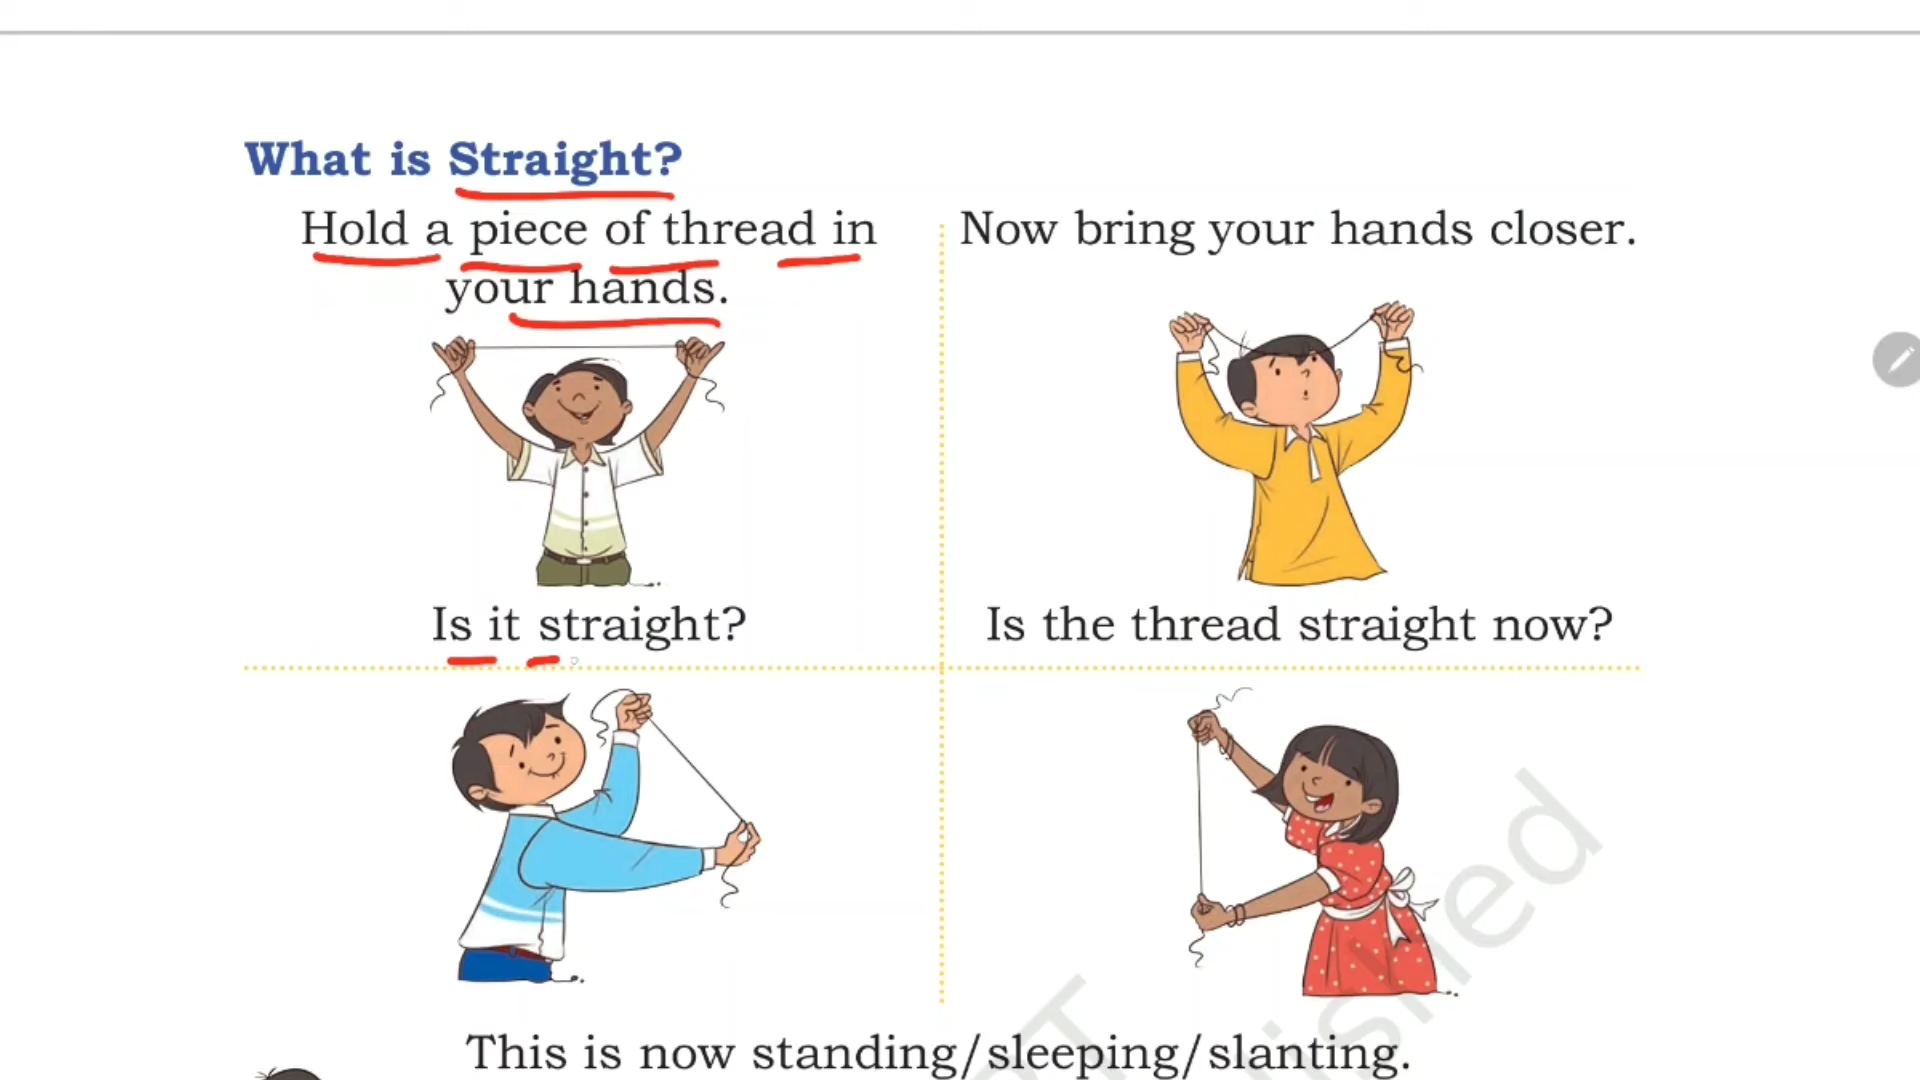 What is Straight?
Hold a piece of thread in
your hands.
Now bring your hands closer.
Is it straight?
Is the thread straight now?
This is now standing/sleeping/slanting.